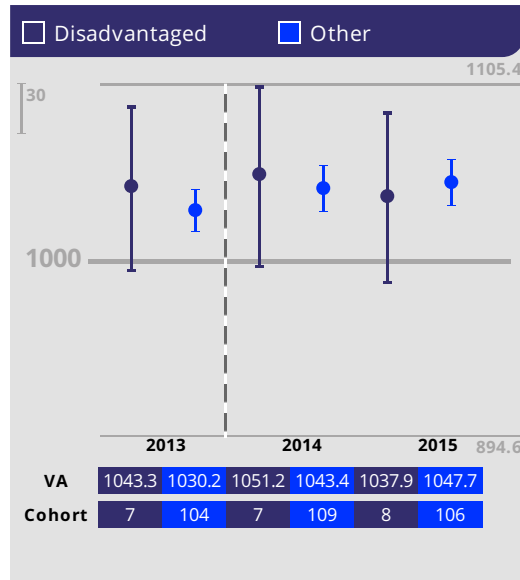 Disadvantaged Other
1105.4
30
1000
2013 2014 2015 894.6
VA 1043.3 1030.2 1051.2 1043.4 1037.9 1047.7
Cohort 7 104 7 109 8 106